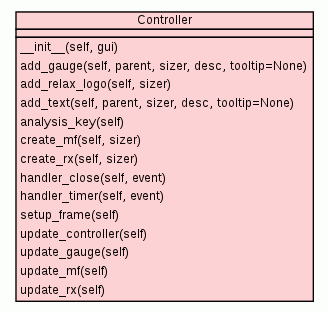 Controller
__init__(self, gui)
add_gauge(self, parent, sizer, desc, tooltip=None)
add_relax_logo(self, sizer)
add_text(self, parent, sizer, desc, tooltip=None)
analysis_key(self)
create_mf(self, sizer)
create_rx(self, sizer)
handler_close(self, event)
handler_timer(self, event)
setup_frame(self)
update_controller(self)
update_gauge(self)
update_mf(self)
update_rx(self)